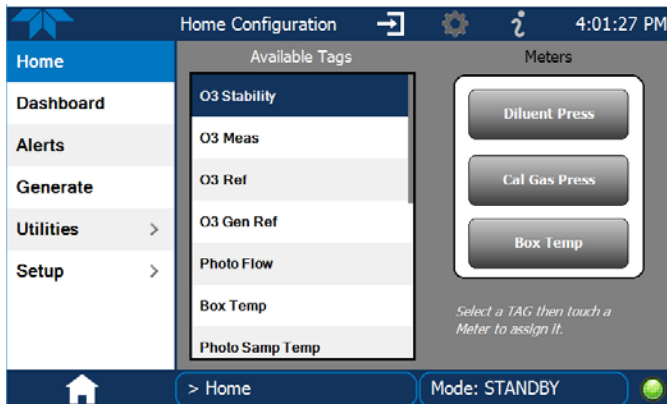 Home Configuration
4:01:27 PM
Home
Dashboard
Alerts
Generate
Utilities >
Setup >
Available Tags
O3 Stability
O3 Meas
O3 Ref
O3 Gen Ref
Photo Flow
Box Temp
Photo Samp Temp
Meters
Diluent Press
Cal Gas Press
Box Temp
Select a TAG then touch a
Meter to assign it.
> Home
Mode: STANDBY